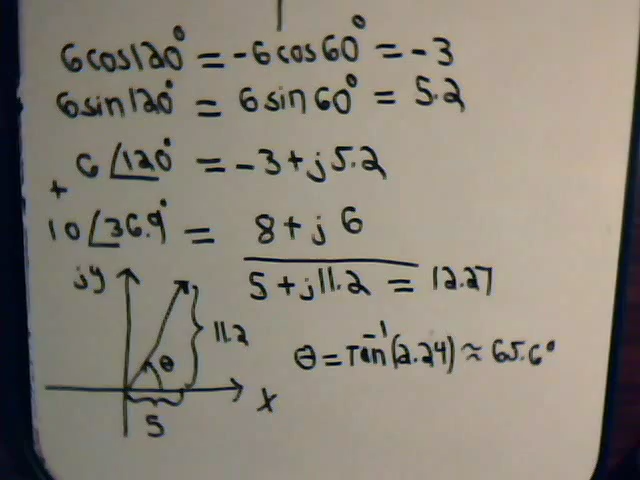 6cos120° = -6cos60° = -3
6sin120° = 6sin60° = 5.2
6∠120° = -3+j5.2
+
10∠36.9° = 8+j6
5+j11.2 = 12.27
jy
11.2
θ
θ = Tan⁻¹(2.24) ≈ 65.6°
x
5